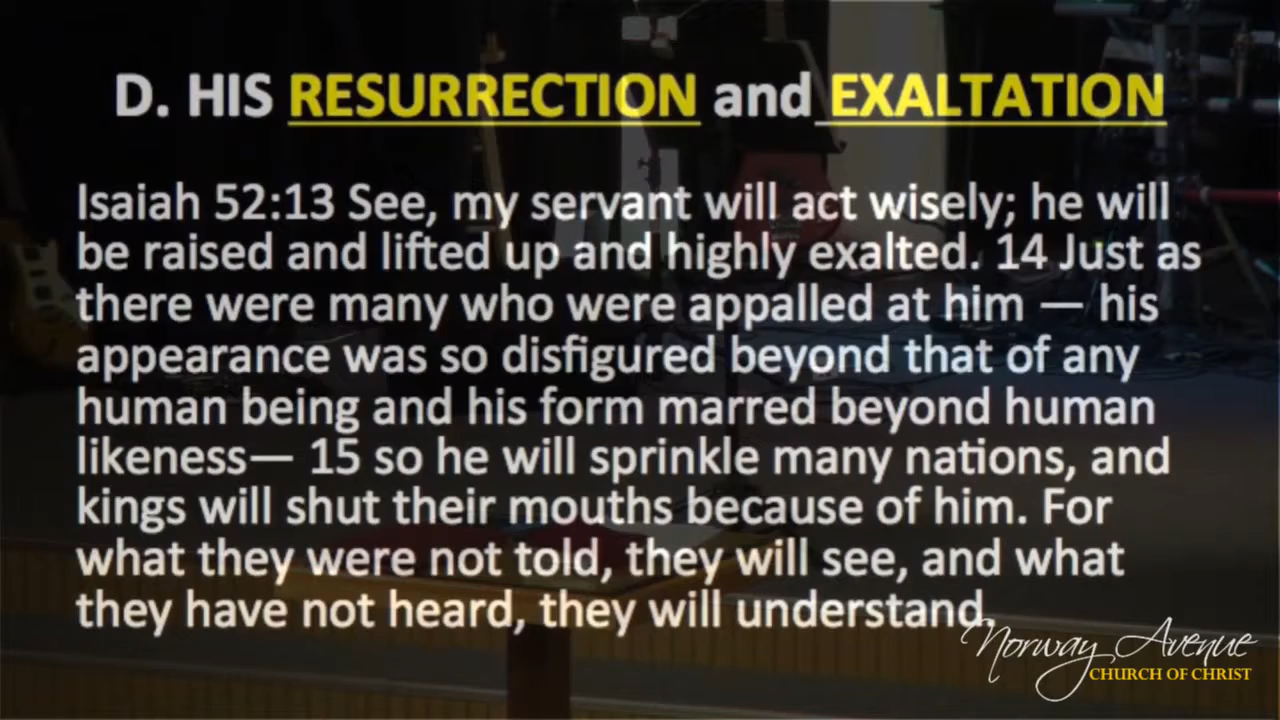 D. HIS RESURRECTION and EXALTATION
Isaiah 52:13 See, my servant will act wisely; he will
be raised and lifted up and highly exalted. 14 Just as
there were many who were appalled at him — his
appearance was so disfigured beyond that of any
human being and his form marred beyond human
likeness— 15 so he will sprinkle many nations, and
kings will shut their mouths because of him. For
what they were not told, they will see, and what
they have not heard, they will understand.
Norway Avenue
CHURCH OF CHRIST